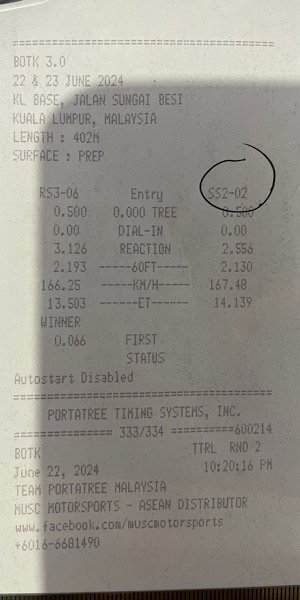 BOTK 3.0
22 & 23 JUNE 2024
KL BASE, JALAN SUNGAI BESI
KUALA LUMPUR, MALAYSIA
LENGTH : 402M
SURFACE : PREP
RS3-06 Entry SS2-02
0.500 0.000 TREE 0.500
0.00 DIAL-IN 0.00
3.126 REACTION 2.556
2.193 -----60FT----- 2.130
166.25 -----KM/H----- 167.48
13.503 ------ET------ 14.139
WINNER
0.066 FIRST
STATUS
Autostart Disabled
PORTATREE TIMING SYSTEMS, INC.
================ 333/334 ==========600214
BOTK TTRL RND 2
June 22, 2024 10:20:16 PM
TEAM PORTATREE MALAYSIA
MUSC MOTORSPORTS - ASEAN DISTRIBUTOR
www.facebook.com/muscmotorsports
+6016-6681490